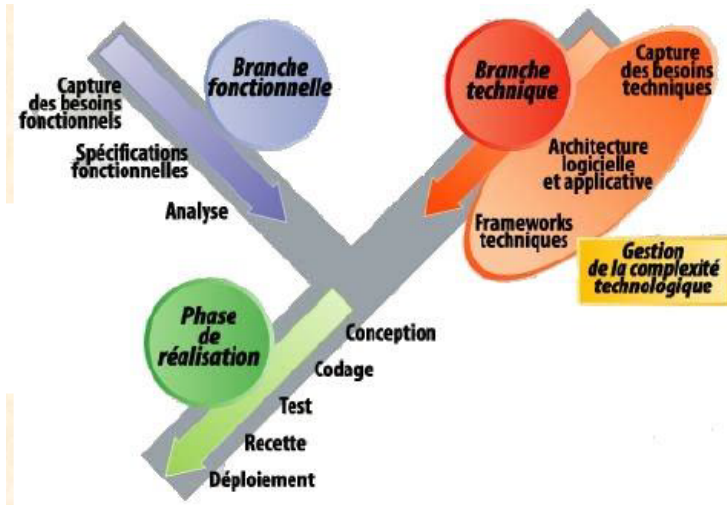 Branche
fonctionnelle
Capture
des besoins
fonctionnels
Spécifications
fonctionnelles
Analyse
Branche
technique
Capture
des besoins
techniques
Architecture
logicielle
et applicative
Frameworks
techniques
Gestion
de la complexité
technologique
Phase
de
réalisation
Conception
Codage
Test
Recette
Déploiement